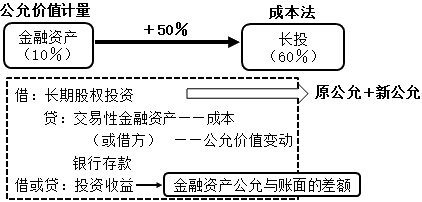 公允价值计量
成本法
+50%
金融资产
(10%)
长投
(60%)
借：长期股权投资
原公允+新公允
贷：交易性金融资产——成本
（或借方） ——公允价值变动
银行存款
借或贷：投资收益
金融资产公允与账面的差额